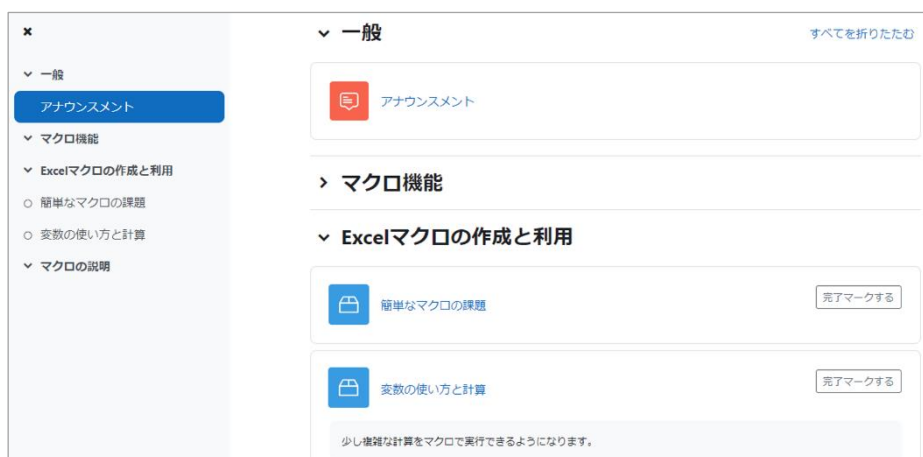 一般
アナウンスメント
マクロ機能
Excelマクロの作成と利用
簡単なマクロの課題
変数の使い方と計算
マクロの説明
一般
すべてを折りたたむ
アナウンスメント
マクロ機能
Excelマクロの作成と利用
簡単なマクロの課題
完了マークする
変数の使い方と計算
完了マークする
少し複雑な計算をマクロで実行できるようになります。